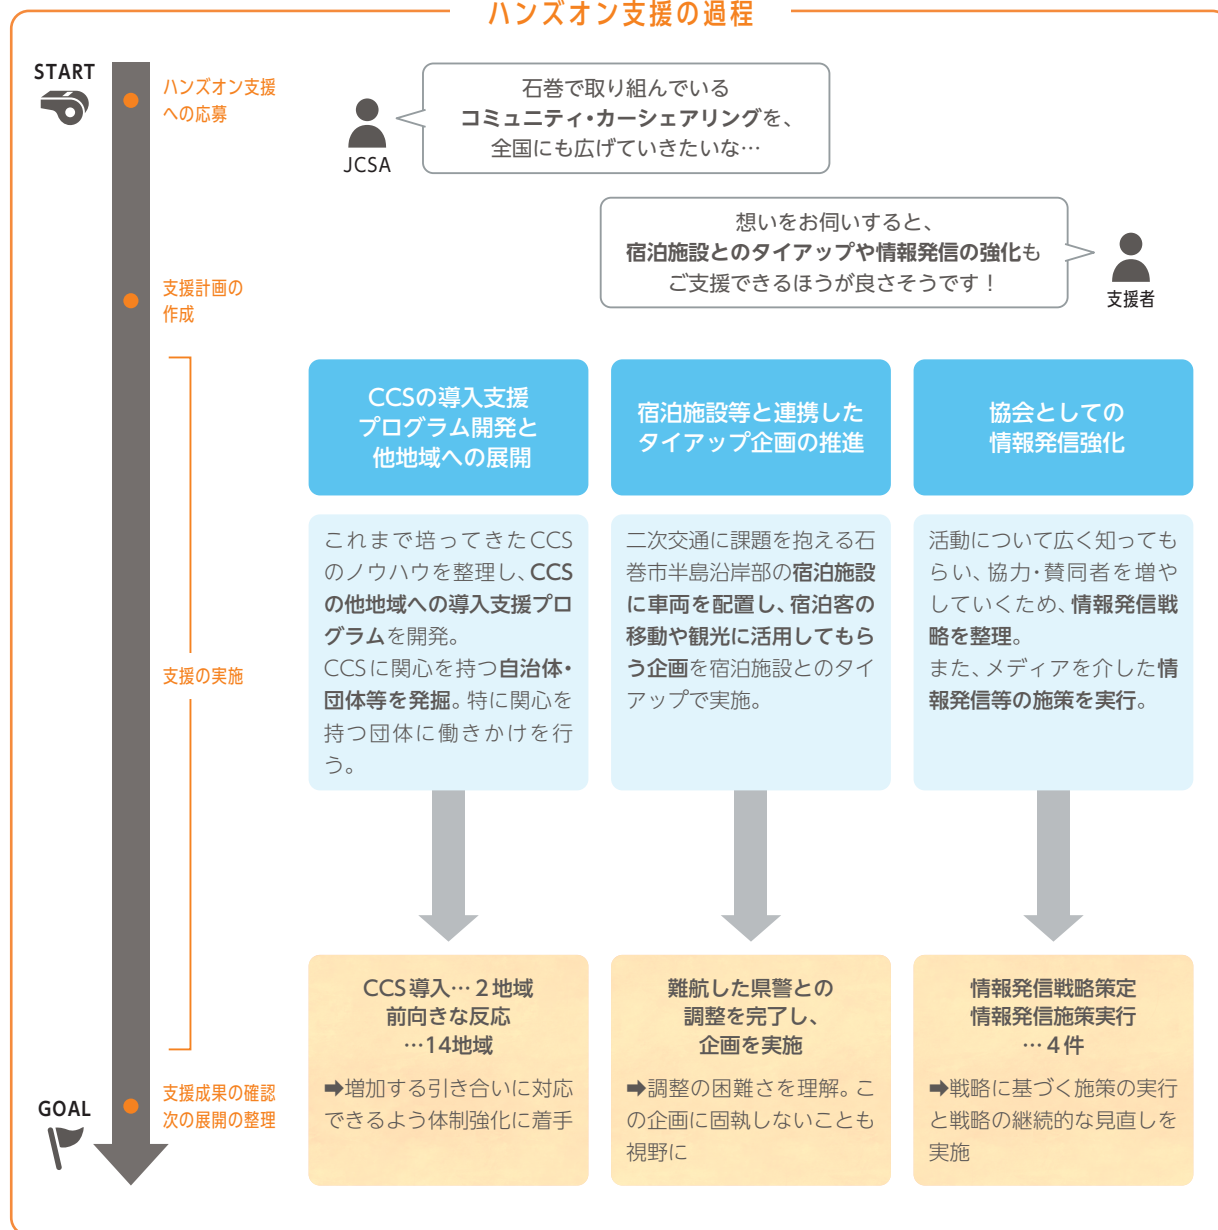 ハンズオン支援の過程
START
ハンズオン支援
への応募
石巻で取り組んでいる
コミュニティ・カーシェアリングを、
全国にも広げていきたいな…
JCSA
想いをお伺いすると、
宿泊施設とのタイアップや情報発信の強化も
ご支援できるほうが良さそうです！
支援者
支援計画の
作成
支援の実施
CCSの導入支援
プログラム開発と
他地域への展開
これまで培ってきたCCS
のノウハウを整理し、CCS
の他地域への導入支援プロ
グラムを開発。
CCSに関心を持つ自治体・
団体等を発掘。特に関心を
持つ団体に働きかけを行
う。
CCS導入…2地域
前向きな反応
…14地域
➡増加する引き合いに対応
できるよう体制強化に着手
宿泊施設等と連携した
タイアップ企画の推進
二次交通に課題を抱える石
巻市半島沿岸部の宿泊施設
に車両を配置し、宿泊客の
移動や観光に活用してもら
う企画を宿泊施設とのタイ
アップで実施。
難航した県警との
調整を完了し、
企画を実施
➡調整の困難さを理解。こ
の企画に固執しないことも
視野に
協会としての
情報発信強化
活動について広く知っても
らい、協力・賛同者を増や
していくため、情報発信戦
略を整理。
また、メディアを介した情
報発信等の施策を実行。
情報発信戦略策定
情報発信施策実行
…4件
➡戦略に基づく施策の実行
と戦略の継続的な見直しを
実施
GOAL
支援成果の確認
次の展開の整理